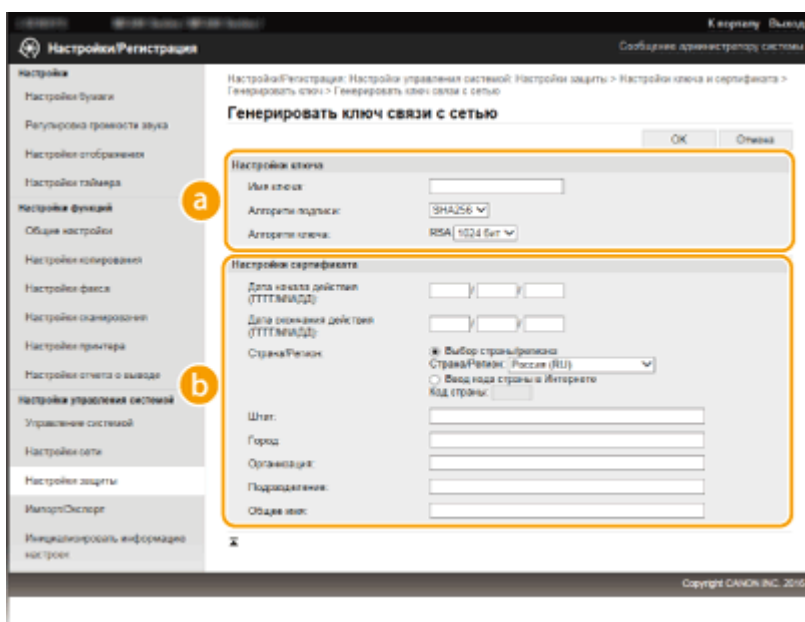 К порталу Выход
Настройки/Регистрация
Сообщение администратору системы
Настройки
Настройки бумаги
Регулировка громкости звука
Настройки отображения
Настройки таймера
Настройки функций
Общие настройки
Настройки копирования
Настройки факса
Настройки сканирования
Настройки принтера
Настройки отчета о выводе
Настройки управления системой
Управление системой
Настройки сети
Настройки защиты
Импорт/Экспорт
Инициализировать информацию
настроек
Настройки/Регистрация: Настройки управления системой: Настройки защиты > Настройки ключа и сертификата >
Генерировать ключ > Генерировать ключ связи с сетью
Генерировать ключ связи с сетью
OK Отмена
a
Настройки ключа
Имя ключа:
Алгоритм подписи: SHA256
Алгоритм ключа: RSA 1024 бит
b
Настройки сертификата
Дата начала действия
(ГГГГ/ММ/ДД):
/ /
Дата окончания действия
(ГГГГ/ММ/ДД):
/ /
Страна/Регион: Выбор страны/региона
Страна/Регион: Россия (RU)
Ввод кода страны в Интернете
Код страны:
Штат:
Город:
Организация:
Подразделение:
Общее имя:
Copyright CANON INC. 2016